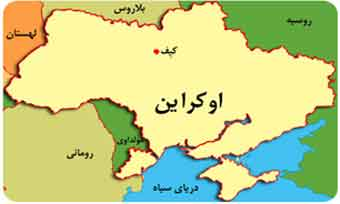 بلاروس
روسیه
لهستان
کیف
اوکراین
مولداوی
رومانی
دریای سیاه